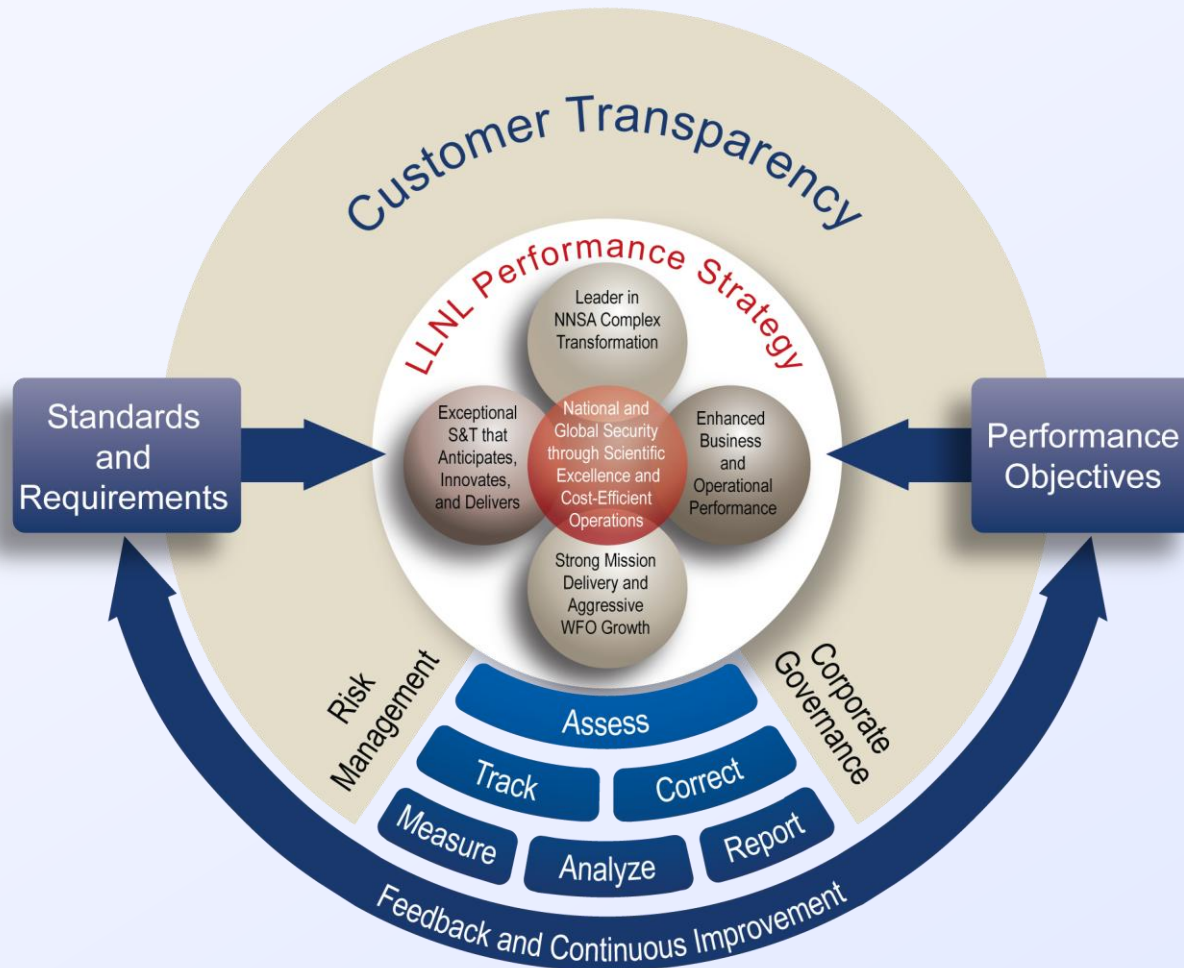 Customer Transparency
LLNL Performance Strategy
Leader in
NNSA Complex
Transformation
Standards
and
Requirements
Exceptional
S&T that
Anticipates,
Innovates,
and Delivers
National and
Global Security
through Scientific
Excellence and
Cost-Efficient
Operations
Enhanced
Business
and
Operational
Performance
Performance
Objectives
Strong Mission
Delivery and
Aggressive
WFO Growth
Risk
Management
Corporate
Governance
Assess
Track
Correct
Measure
Analyze
Report
Feedback and Continuous Improvement